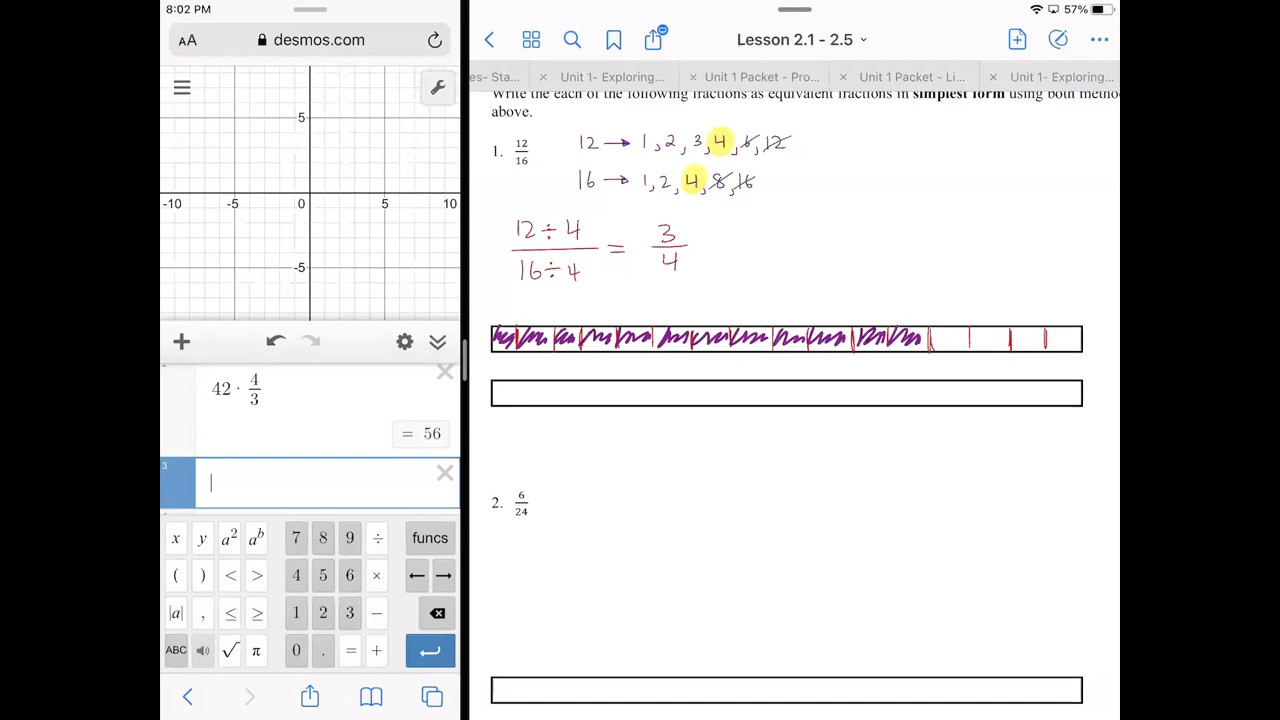 8:02 PM
57%
AA desmos.com
Lesson 2.1 - 2.5
es- Sta... × Unit 1- Exploring... × Unit 1 Packet - Pro... × Unit 1 Packet - Li... × Unit 1- Exploring...
5
-10 -5 0 5 10
-5
42 · 4/3
= 56
3
x y a² a^b 7 8 9 ÷ funcs
( ) < > 4 5 6 × ← →
|a| , ≤ ≥ 1 2 3 −
ABC √ π 0 . = +
Write the each of the following fractions as equivalent fractions in simplest form using both
above.
1. 12/16
12 → 1, 2, 3, 4, 6, 12
16 → 1, 2, 4, 8, 16
12 ÷ 4 / 16 ÷ 4 = 3/4
2. 6/24